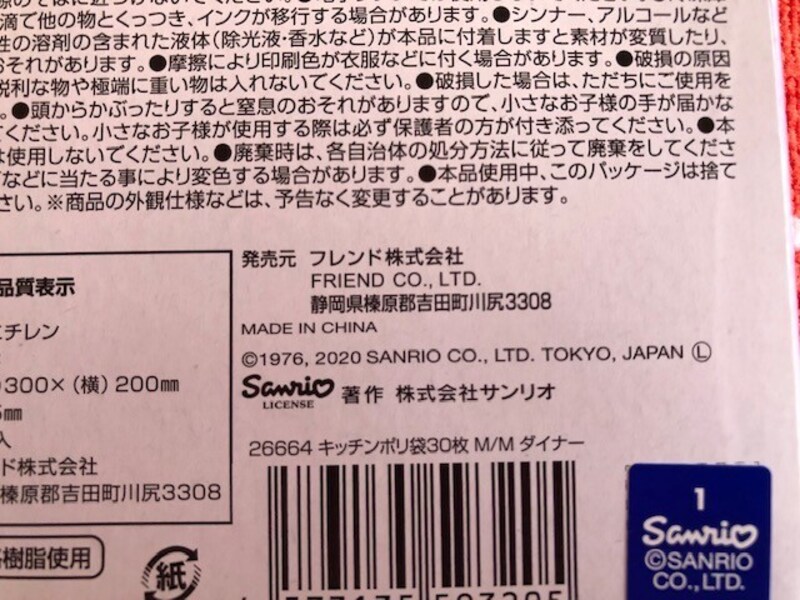 滴で他の物とくっつき、インクが移行する場合があります。●シンナー、アルコールなど
性の溶剤の含まれた液体(除光液・香水など)が本品に付着しますと素材が変質したり、
おそれがあります。●摩擦により印刷色が衣服などに付く場合があります。●破損の原因
鋭利な物や極端に重い物は入れないでください。●破損した場合は、ただちにご使用を
。●頭からかぶったりすると窒息のおそれがありますので、小さなお子様の手が届かな
てください。小さなお子様が使用する際は必ず保護者の方が付き添ってください。●本
は使用しないでください。●廃棄時は、各自治体の処分方法に従って廃棄をしてくださ
などに当たる事により変色する場合があります。●本品使用中、このパッケージは捨て
さい。※商品の外観仕様などは、予告なく変更することがあります。
品質表示
エチレン
300×(横)200㎜
㎜
入
ンド株式会社
榛原郡吉田町川尻3308
樹脂使用
紙
発売元 フレンド株式会社
FRIEND CO., LTD.
静岡県榛原郡吉田町川尻3308
MADE IN CHINA
©1976, 2020 SANRIO CO., LTD. TOKYO, JAPAN Ⓛ
Sanrio 著作 株式会社サンリオ
LICENSE
26664 キッチンポリ袋30枚 M/M ダイナー
1
Sanrio
©SANRIO
CO., LTD.